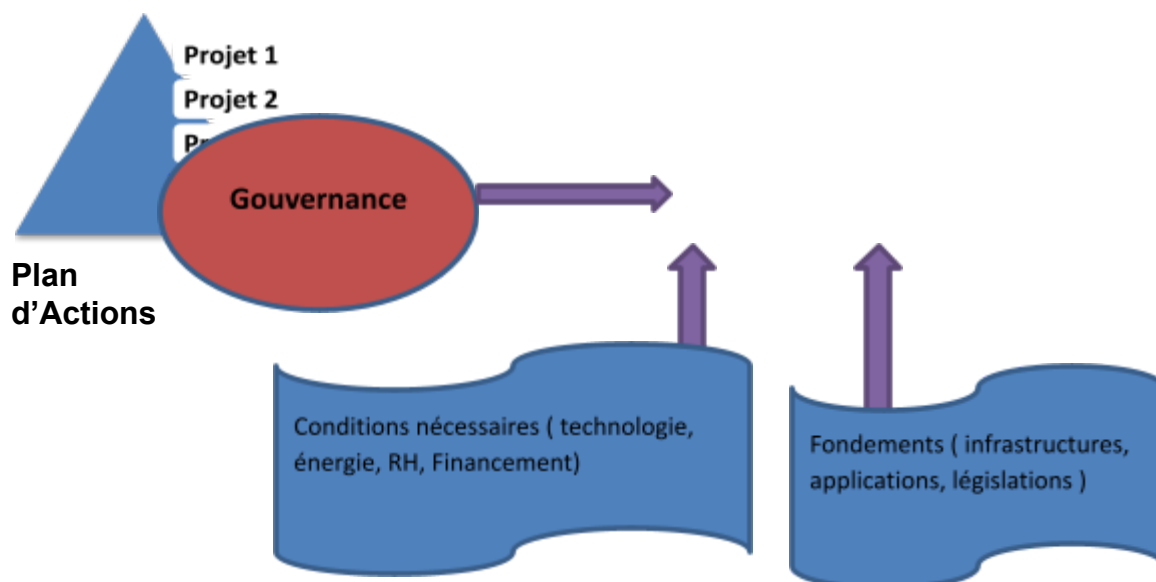 Projet 1
Projet 2
Gouvernance
Plan
d’Actions
Conditions nécessaires ( technologie,
énergie, RH, Financement)
Fondements ( infrastructures,
applications, législations )